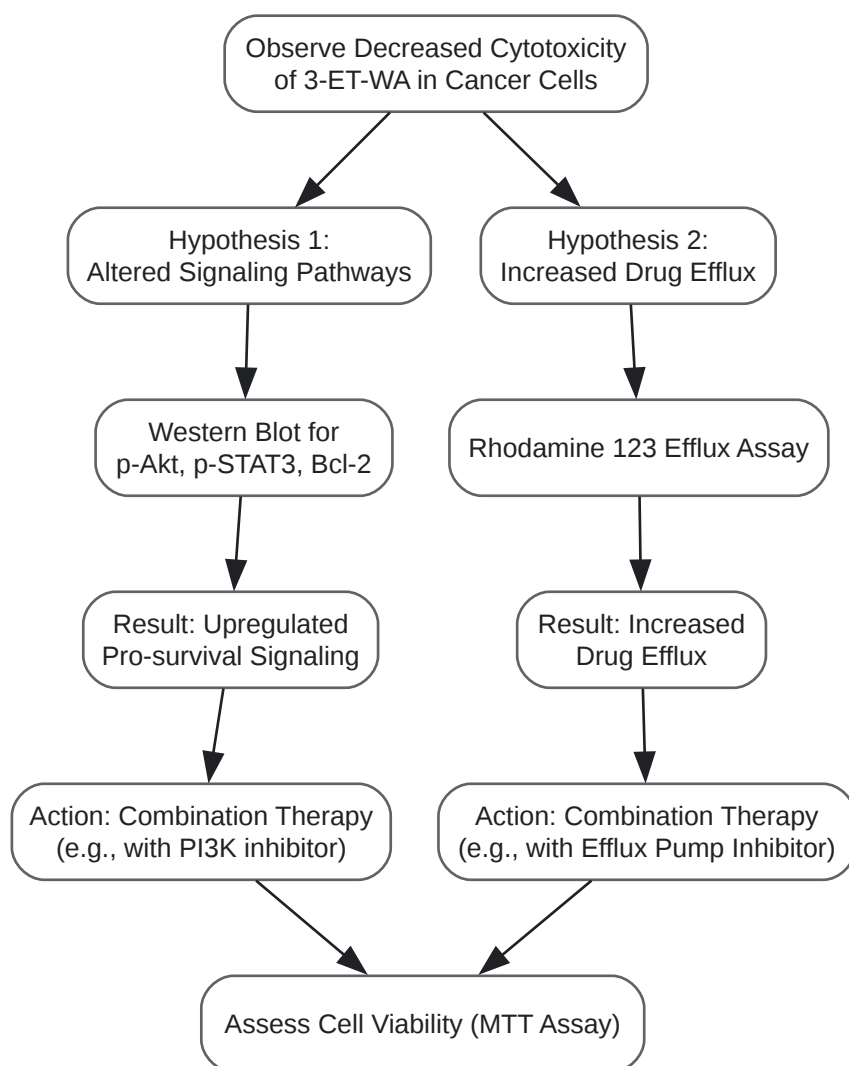 Observe Decreased Cytotoxicity
of 3-ET-WA in Cancer Cells
Hypothesis 1:
Altered Signaling Pathways
Hypothesis 2:
Increased Drug Efflux
Western Blot for
p-Akt, p-STAT3, Bcl-2
Rhodamine 123 Efflux Assay
Result: Upregulated
Pro-survival Signaling
Result: Increased
Drug Efflux
Action: Combination Therapy
(e.g., with PI3K inhibitor)
Action: Combination Therapy
(e.g., with Efflux Pump Inhibitor)
Assess Cell Viability (MTT Assay)